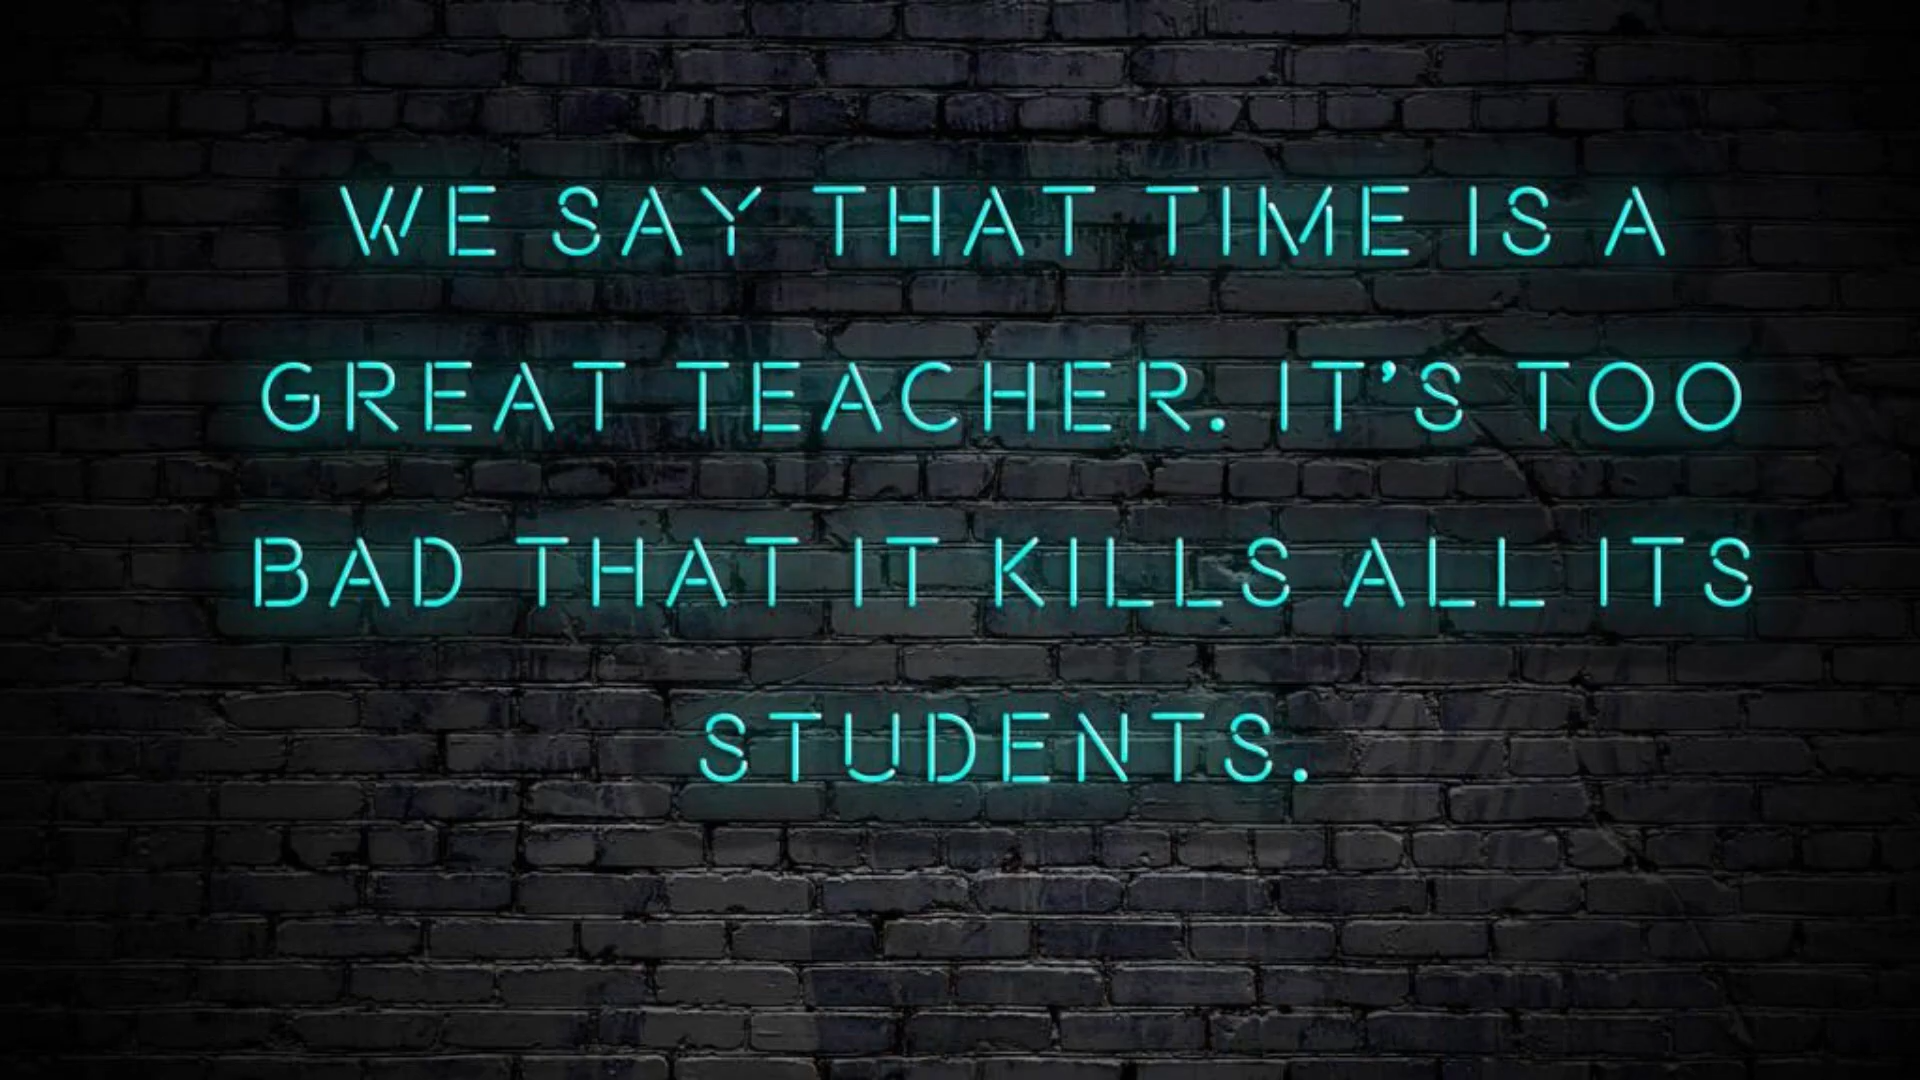 WE SAY THAT TIME IS A
GREAT TEACHER. IT'S TOO
BAD THAT IT KILLS ALL ITS
STUDENTS.